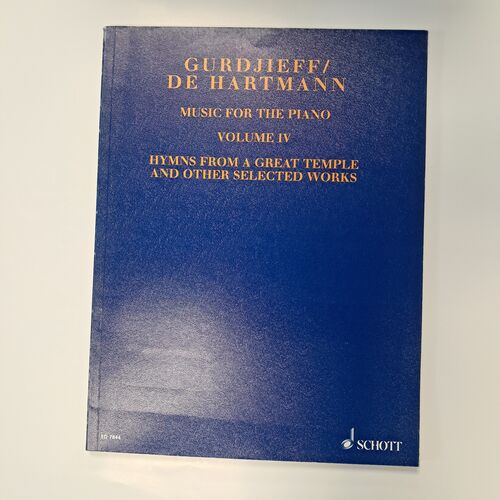 GURDJIEFF/
DE HARTMANN
MUSIC FOR THE PIANO
VOLUME IV
HYMNS FROM A GREAT TEMPLE
AND OTHER SELECTED WORKS
ED 7844
SCHOTT